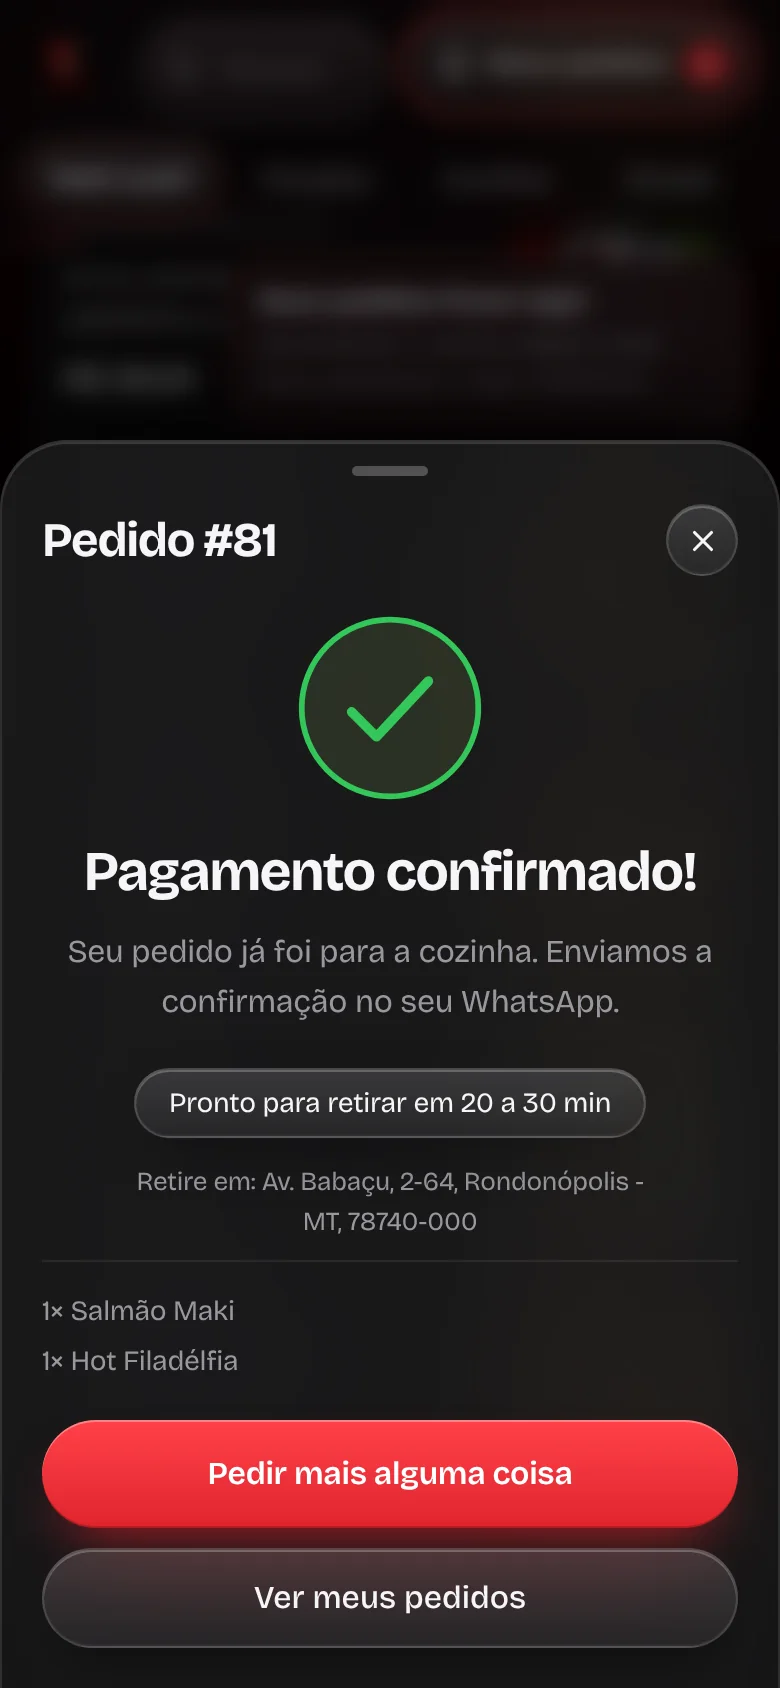 Pedido #81
Pagamento confirmado!
Seu pedido já foi para a cozinha. Enviamos a
confirmação no seu WhatsApp.
Pronto para retirar em 20 a 30 min
Retire em: Av. Babaçu, 2-64, Rondonópolis -
MT, 78740-000
1× Salmão Maki
1× Hot Filadélfia
Pedir mais alguma coisa
Ver meus pedidos